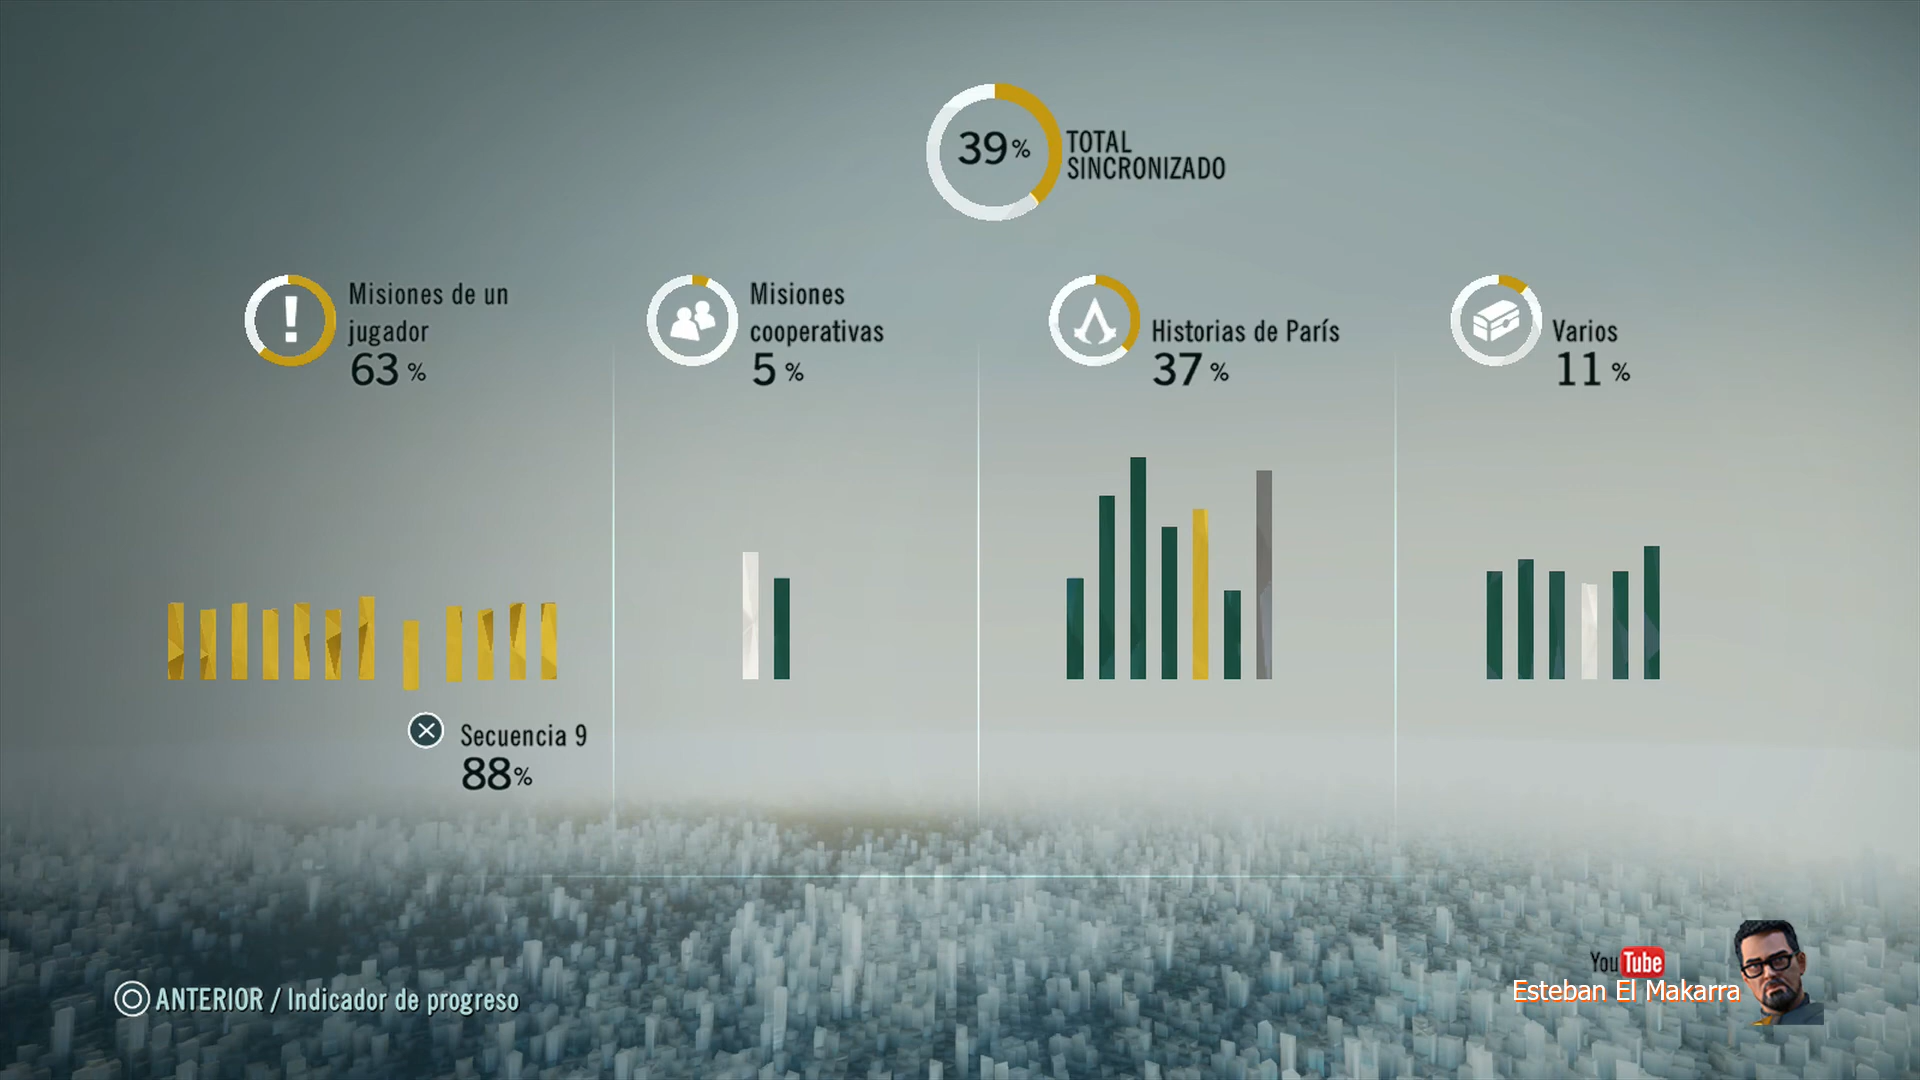 39%
TOTAL
SINCRONIZADO
Misiones de un
jugador
63 %
Misiones
cooperativas
5 %
Historias de París
37 %
Varios
11 %
Secuencia 9
88%
ANTERIOR / Indicador de progreso
YouTube
Esteban El Makarra